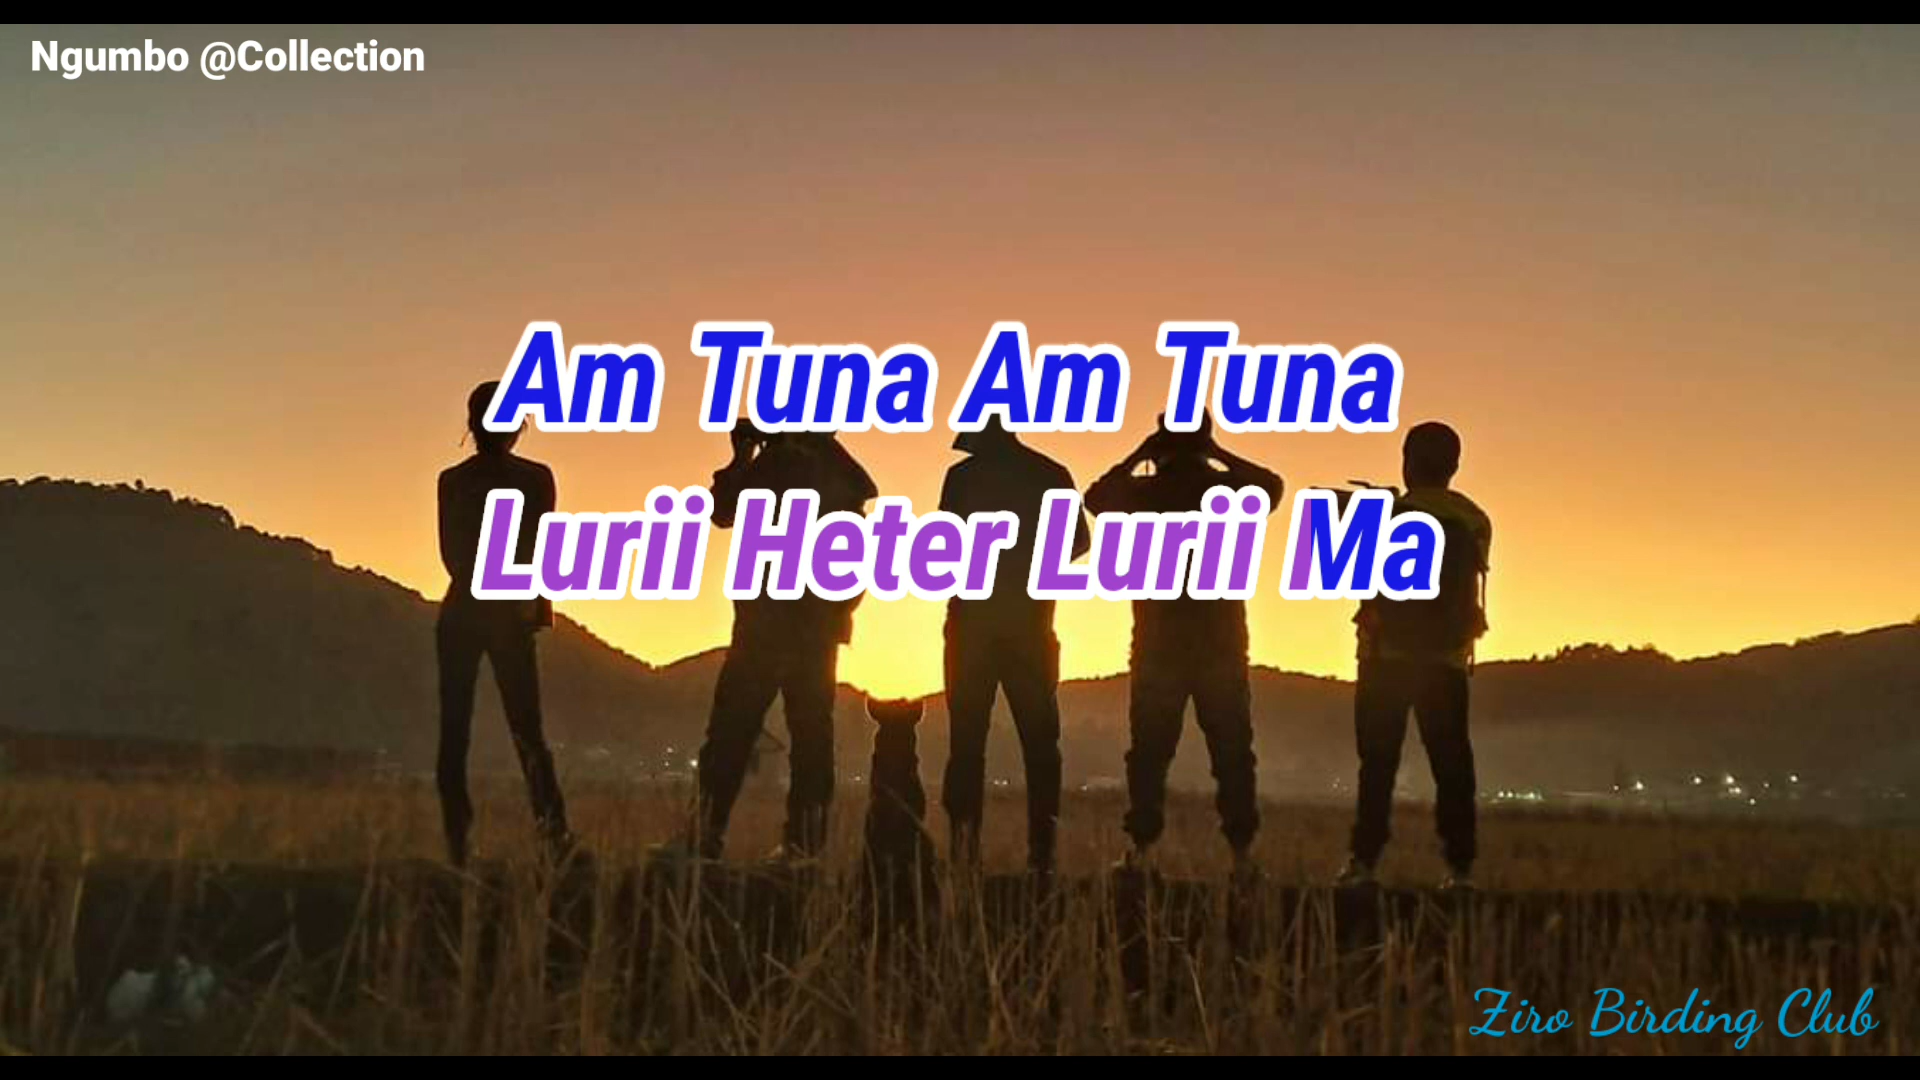 Ngumbo @Collection
Am Tuna Am Tuna
Lurii Heter Lurii Ma
Ziro Birding Club